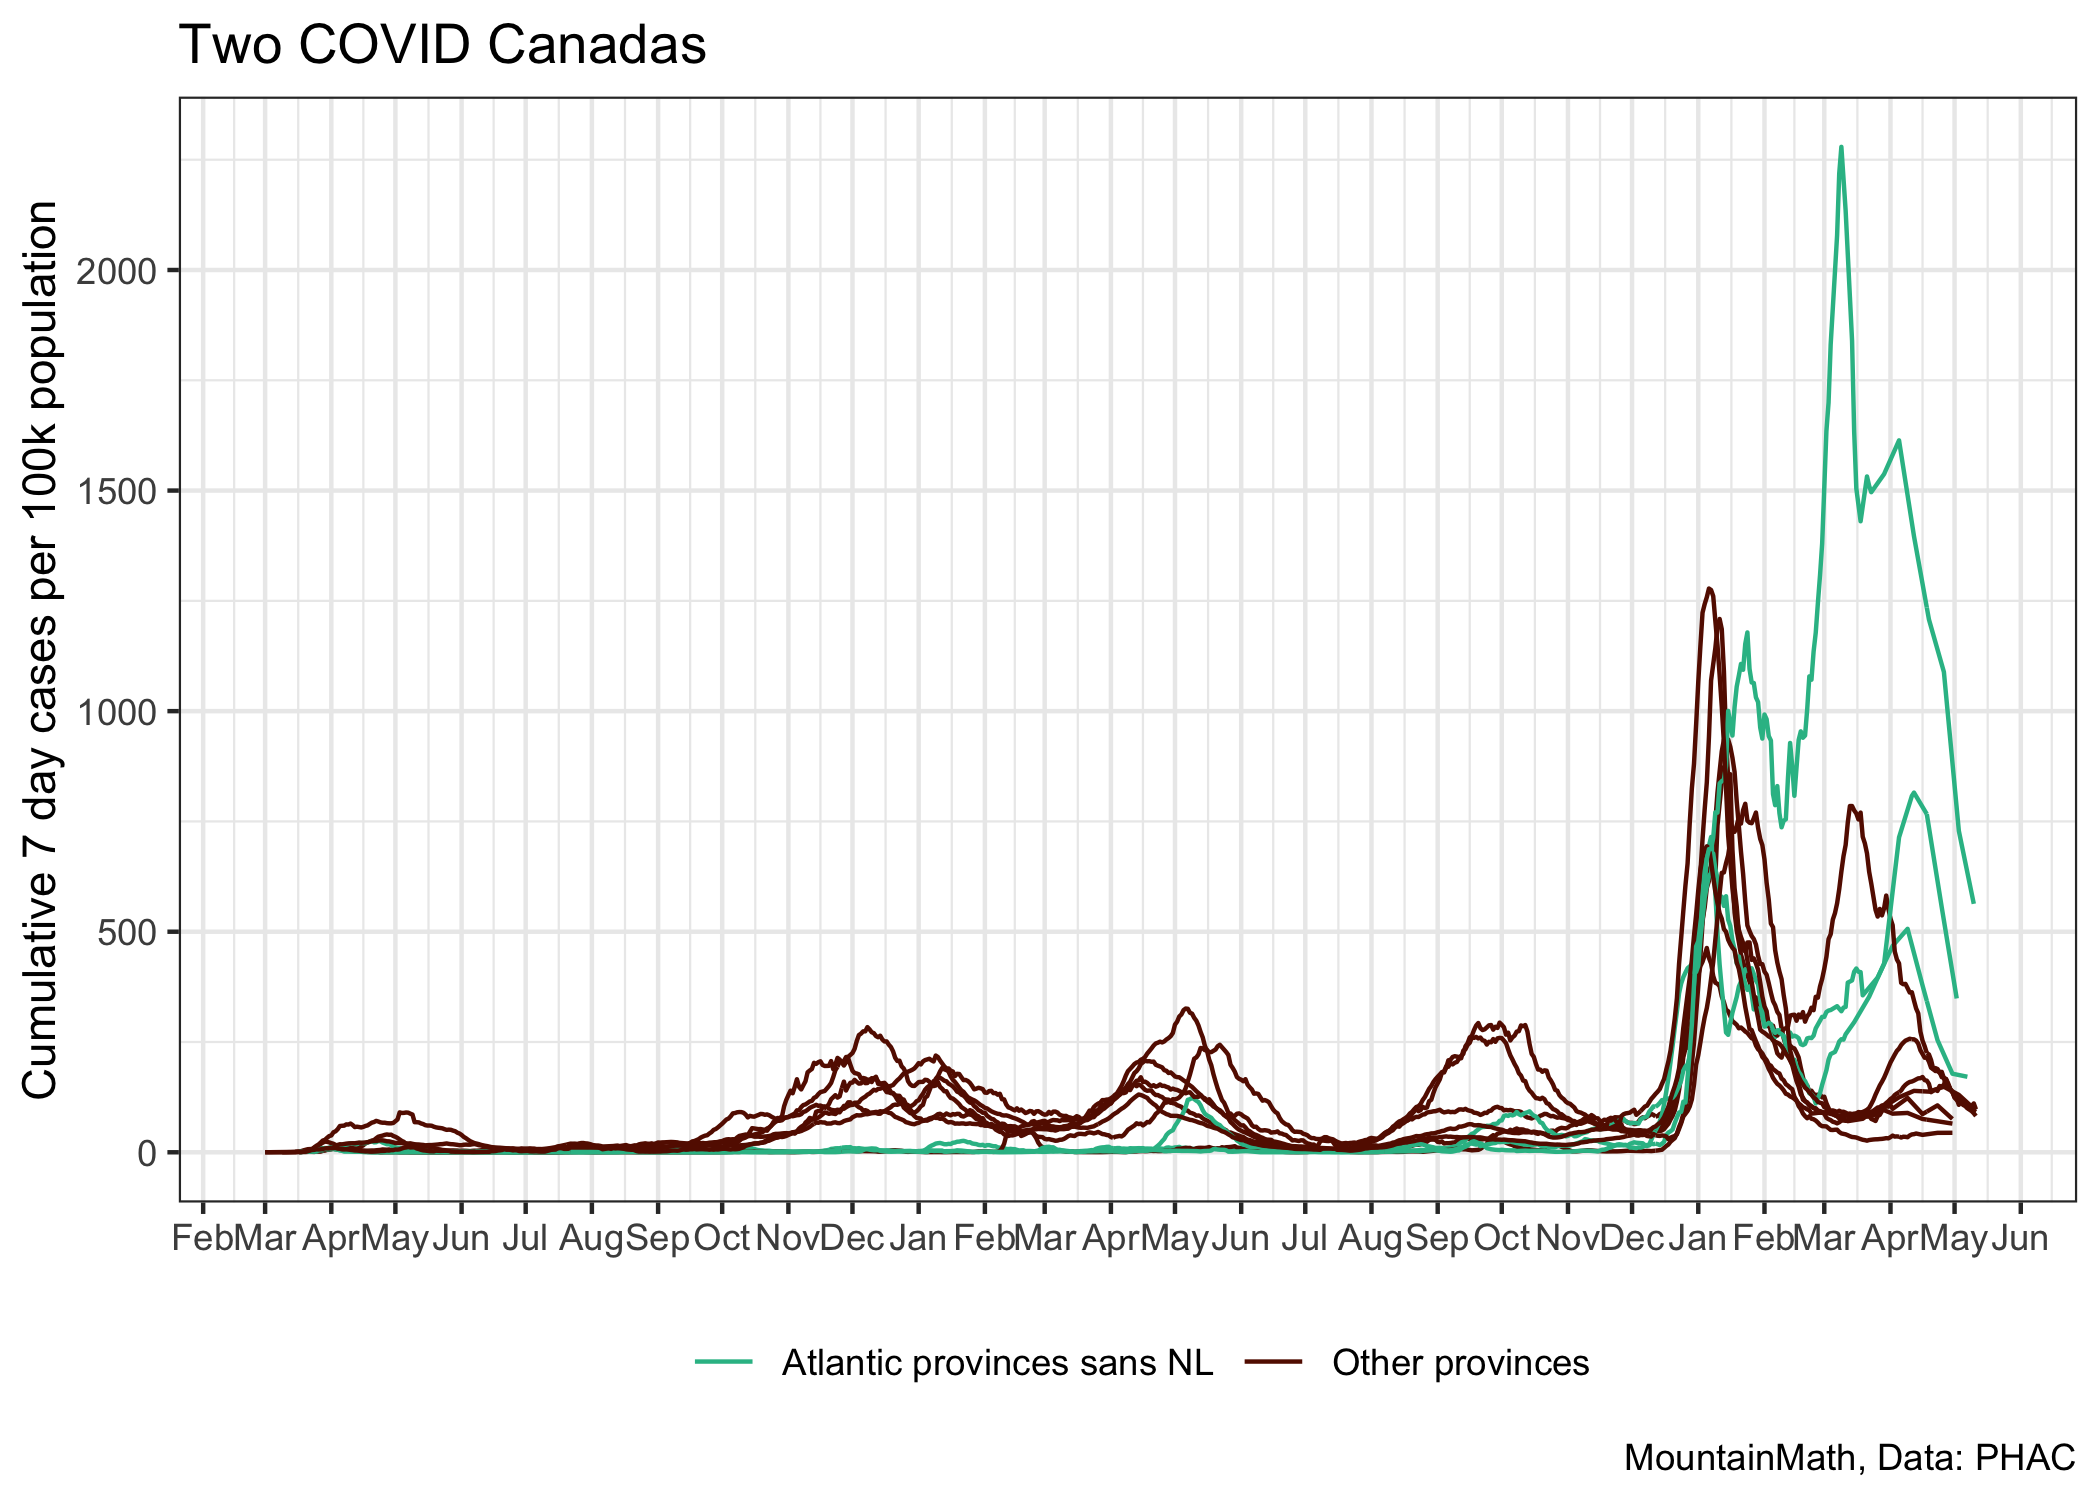 Two COVID Canadas
Cumulative 7 day cases per 100k population
2000
1500
1000
500
0
Feb Mar Apr May Jun Jul Aug Sep Oct Nov Dec Jan Feb Mar Apr May Jun Jul Aug Sep Oct Nov Dec Jan Feb Mar Apr May Jun
Atlantic provinces sans NL Other provinces
MountainMath, Data: PHAC